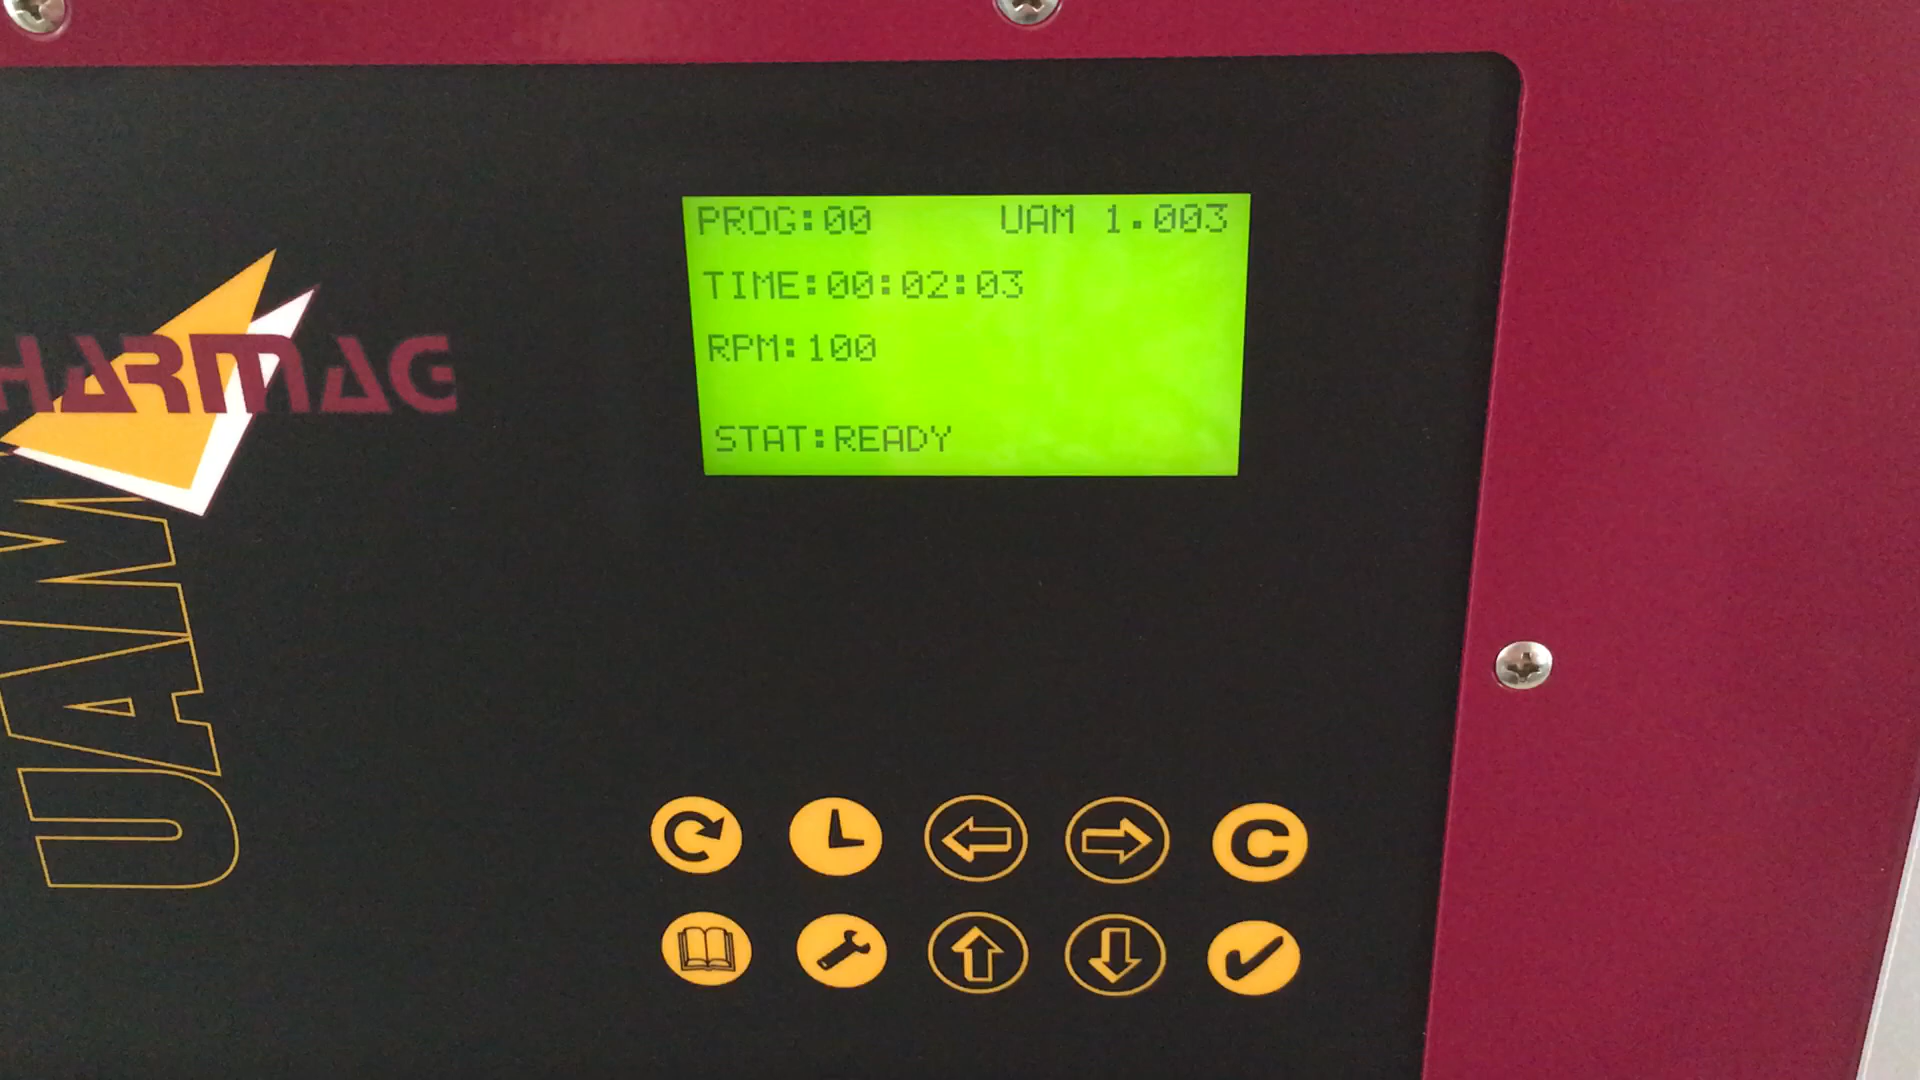 PROG:00 UAM 1.003
TIME:00:02:03
RPM:100
STAT:READY
HARMAG
UAM
C